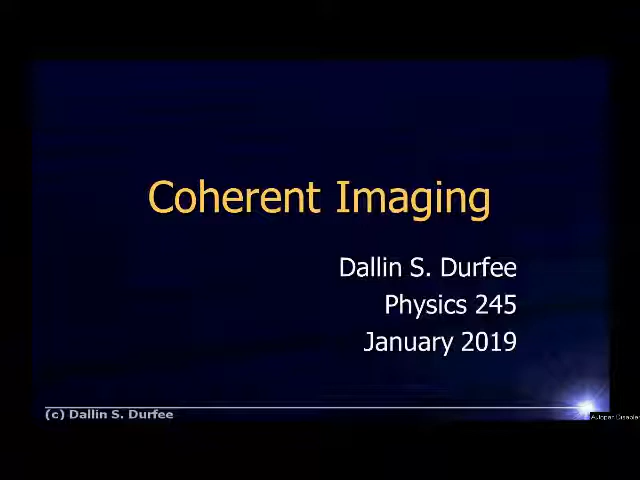 Coherent Imaging
Dallin S. Durfee
Physics 245
January 2019
(c) Dallin S. Durfee